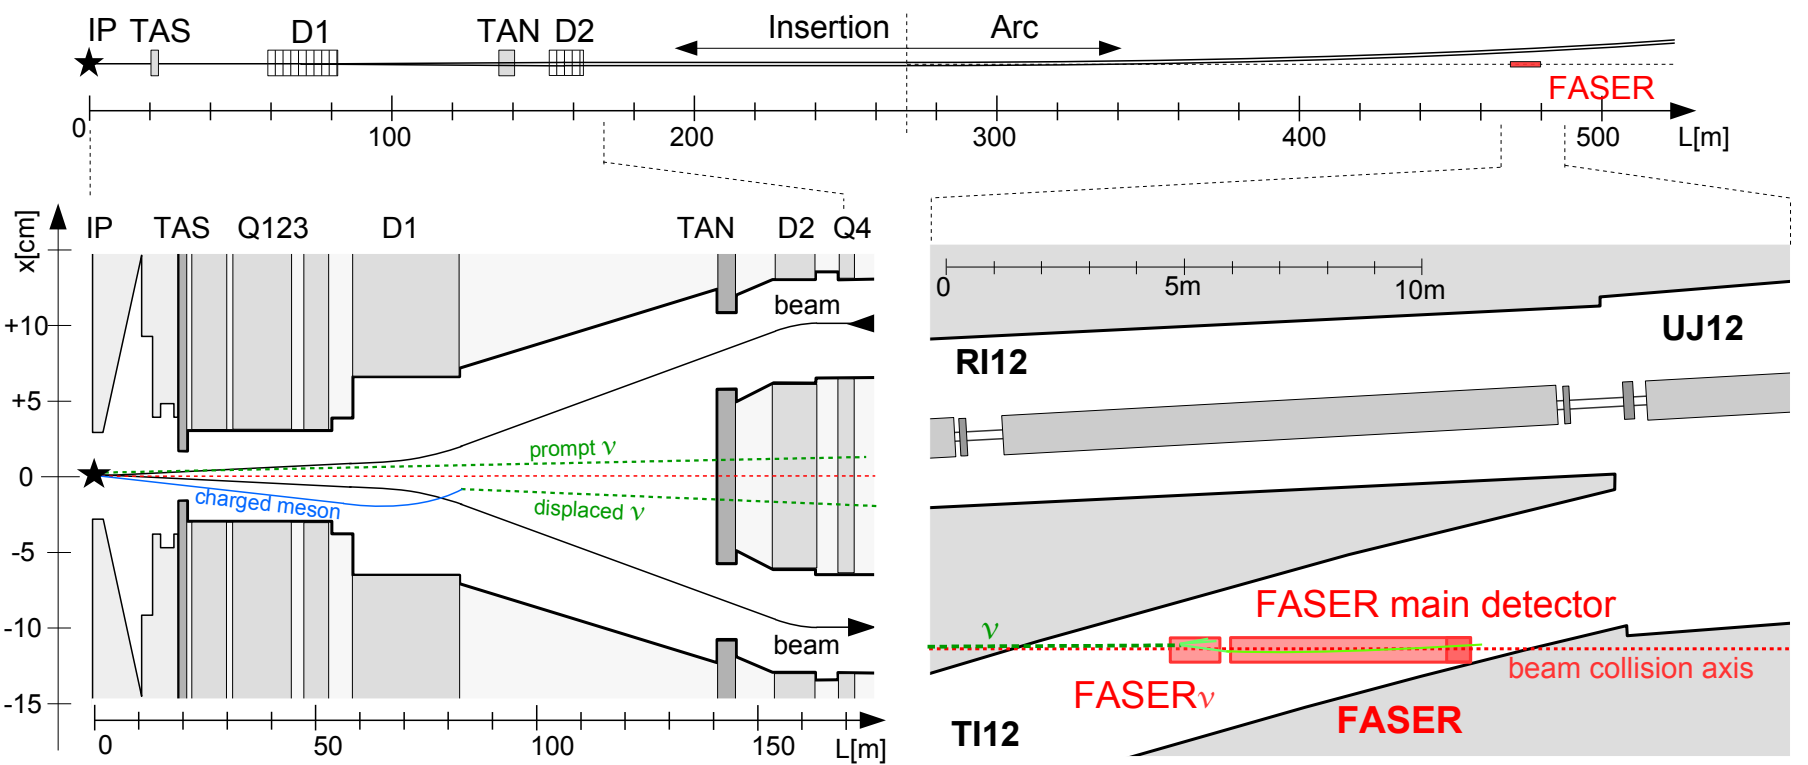 IP TAS D1 TAN D2 Insertion Arc
FASER
0 100 200 300 400 500 L[m]
x[cm]
IP TAS Q123 D1 TAN D2 Q4
+10
+5
0
-5
-10
-15
beam
prompt ν
charged meson
displaced ν
beam
0 50 100 150 L[m]
0 5m 10m
RI12
UJ12
FASER main detector
ν
beam collision axis
FASERν
FASER
TI12